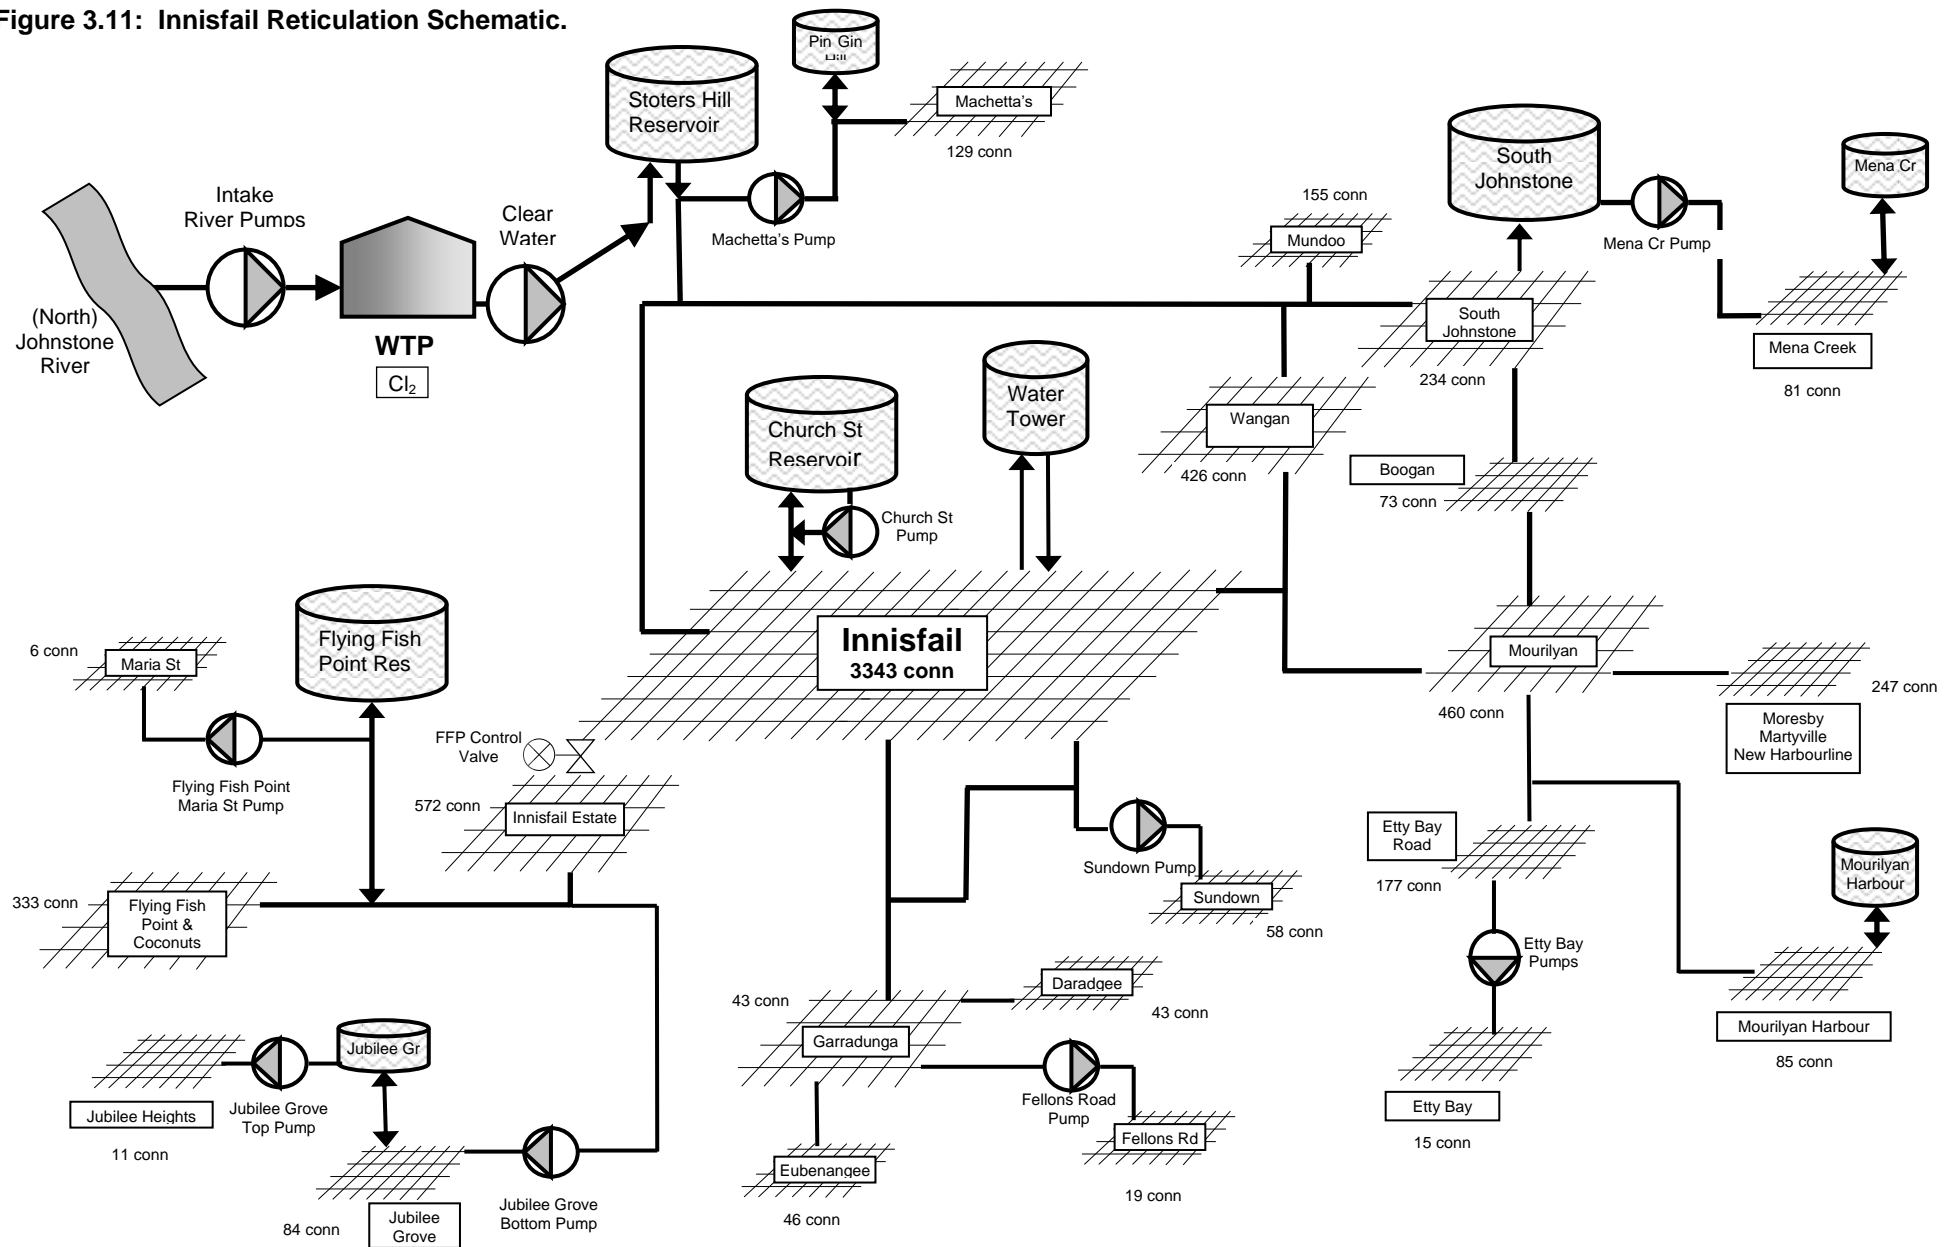 Figure 3.11: Innisfail Reticulation Schematic.
Pin Gin
Hill
Stoters Hill
Reservoir
Machetta's
129 conn
Machetta's Pump
Intake
River Pumps
Clear
Water
(North)
Johnstone
River
WTP
Cl₂
155 conn
Mundoo
South
Johnstone
Mena Cr Pump
Mena Cr
South
Johnstone
234 conn
Mena Creek
81 conn
Water
Tower
Church St
Reservoir
Church St
Pump
Wangan
426 conn
Boogan
73 conn
Innisfail
3343 conn
Mourilyan
460 conn
247 conn
Moresby
Martyville
New Harbourline
6 conn
Maria St
Flying Fish
Point Res
Flying Fish Point
Maria St Pump
FFP Control
Valve
572 conn
Innisfail Estate
333 conn
Flying Fish
Point &
Coconuts
Sundown Pump
Sundown
58 conn
Etty Bay
Road
177 conn
Etty Bay
Pumps
Etty Bay
15 conn
Mourilyan
Harbour
Mourilyan Harbour
85 conn
43 conn
Garradunga
Daradgee
43 conn
Fellons Road
Pump
Fellons Rd
19 conn
Eubenangee
46 conn
Jubilee Gr
Jubilee Heights
11 conn
Jubilee Grove
Top Pump
84 conn
Jubilee
Grove
Jubilee Grove
Bottom Pump